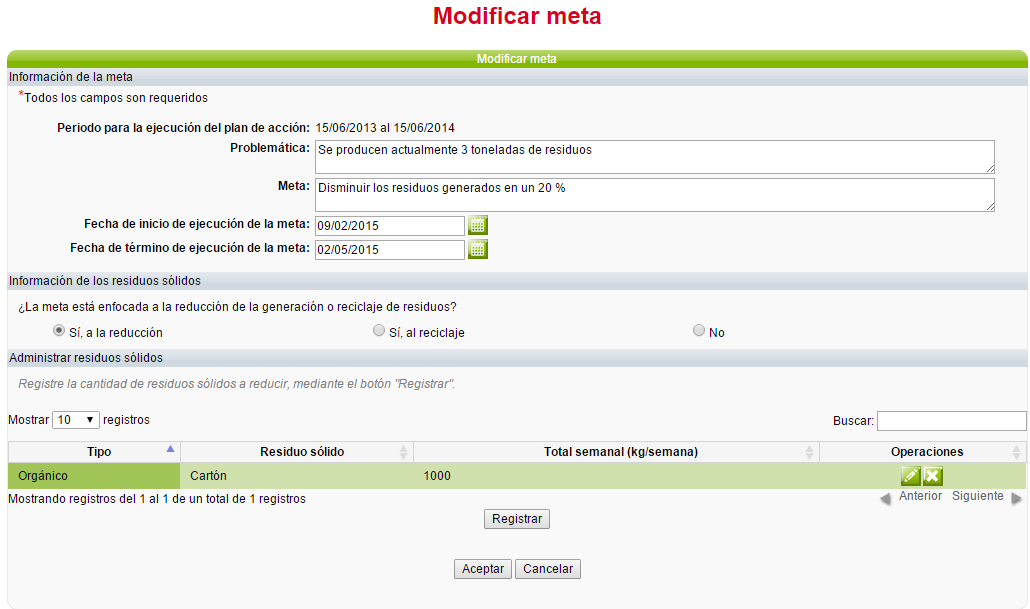 Modificar meta
Modificar meta
Información de la meta
*Todos los campos son requeridos
Periodo para la ejecución del plan de acción: 15/06/2013 al 15/06/2014
Problemática: Se producen actualmente 3 toneladas de residuos
Meta: Disminuir los residuos generados en un 20 %
Fecha de inicio de ejecución de la meta: 09/02/2015
Fecha de término de ejecución de la meta: 02/05/2015
Información de los residuos sólidos
¿La meta está enfocada a la reducción de la generación o reciclaje de residuos?
Sí, a la reducción Sí, al reciclaje No
Administrar residuos sólidos
Registre la cantidad de residuos sólidos a reducir, mediante el botón "Registrar".
Mostrar 10 registros Buscar:
Tipo Residuo sólido Total semanal (kg/semana) Operaciones
Orgánico Cartón 1000
Mostrando registros del 1 al 1 de un total de 1 registros Anterior Siguiente
Registrar
Aceptar Cancelar